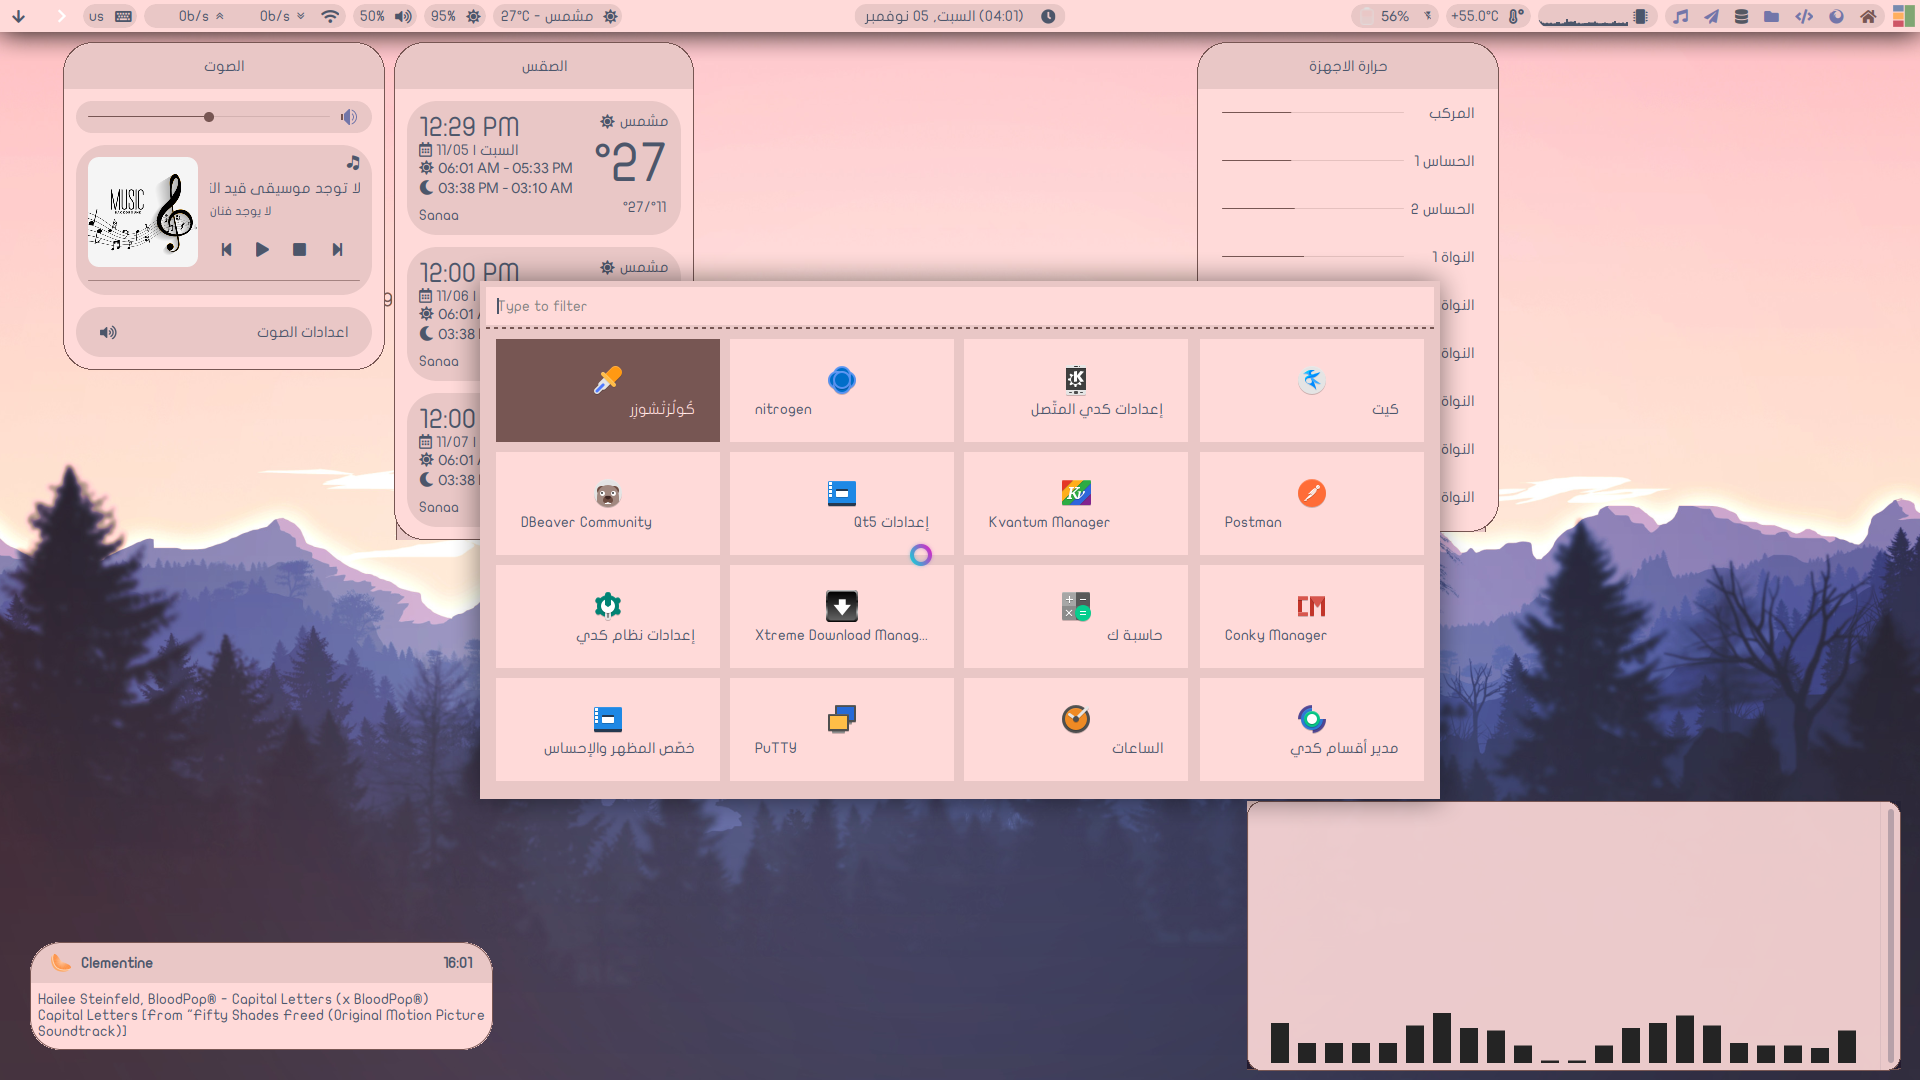 us
0b/s
0b/s
50%
95%
27°C - مشمس
السبت, 05 نوفمبر (04:01)
56%
+55.0°C
الصوت
لا توجد موسيقى قيد
لا يوجد فنان
MUSIC
BACKGROUND
اعدادات الصوت
الصقس
12:29 PM
مشمس
11/05 | السبت
°27
06:01 AM - 05:33 PM
03:38 PM - 03:10 AM
°27/°11
Sanaa
12:00 PM
مشمس
11/06 |
06:01
03:38
Sanaa
12:00
11/07 |
06:01
03:38
Sanaa
حرارة الاجهزة
المركب
الحساس 1
الحساس 2
النواة 1
النواة
النواة
النواة
النواة
النواة
Type to filter
كُولُرْتْشوزر
nitrogen
إعدادات كدي المتّصل
كيت
DBeaver Community
إعدادات Qt5
Kvantum Manager
Postman
إعدادات نظام كدي
Xtreme Download Manag...
حاسبة ك
Conky Manager
خصّص المظهر والإحساس
PuTTY
الساعات
مدير أقسام كدي
Clementine
16:01
Hailee Steinfeld, BloodPop® - Capital Letters (x BloodPop®)
Capital Letters [From "Fifty Shades Freed (Original Motion Picture
Soundtrack)]